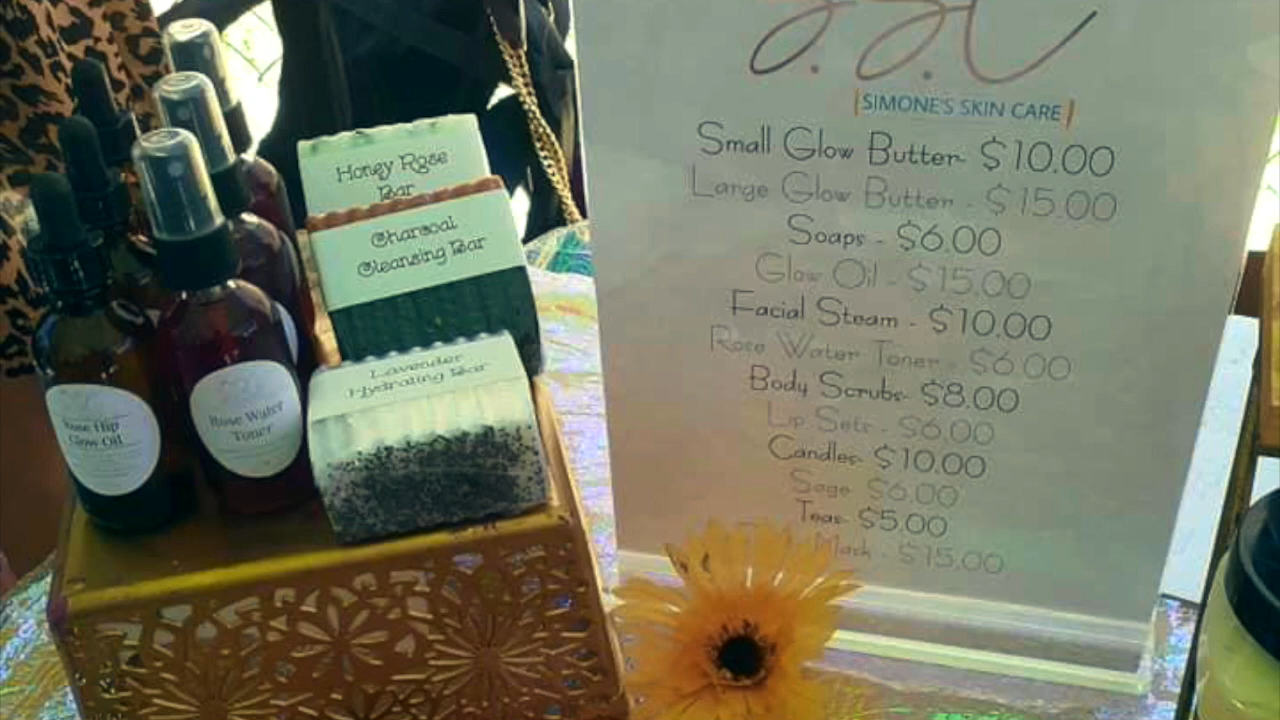 S.S.C
SIMONE'S SKIN CARE
Small Glow Butter- $10.00
Large Glow Butter - $15.00
Soaps - $6.00
Glow Oil - $15.00
Facial Steam - $10.00
Rose Water Toner - $6.00
Body Scrubs- $8.00
Lip Sets - $6.00
Candles- $10.00
Sage $6.00
Teas- $5.00
Mask - $15.00
Honey Rose
Bar
Charcoal
Cleansing Bar
Lavender
Hydrating Bar
Rose Hip
Glow Oil
Rose Water
Toner